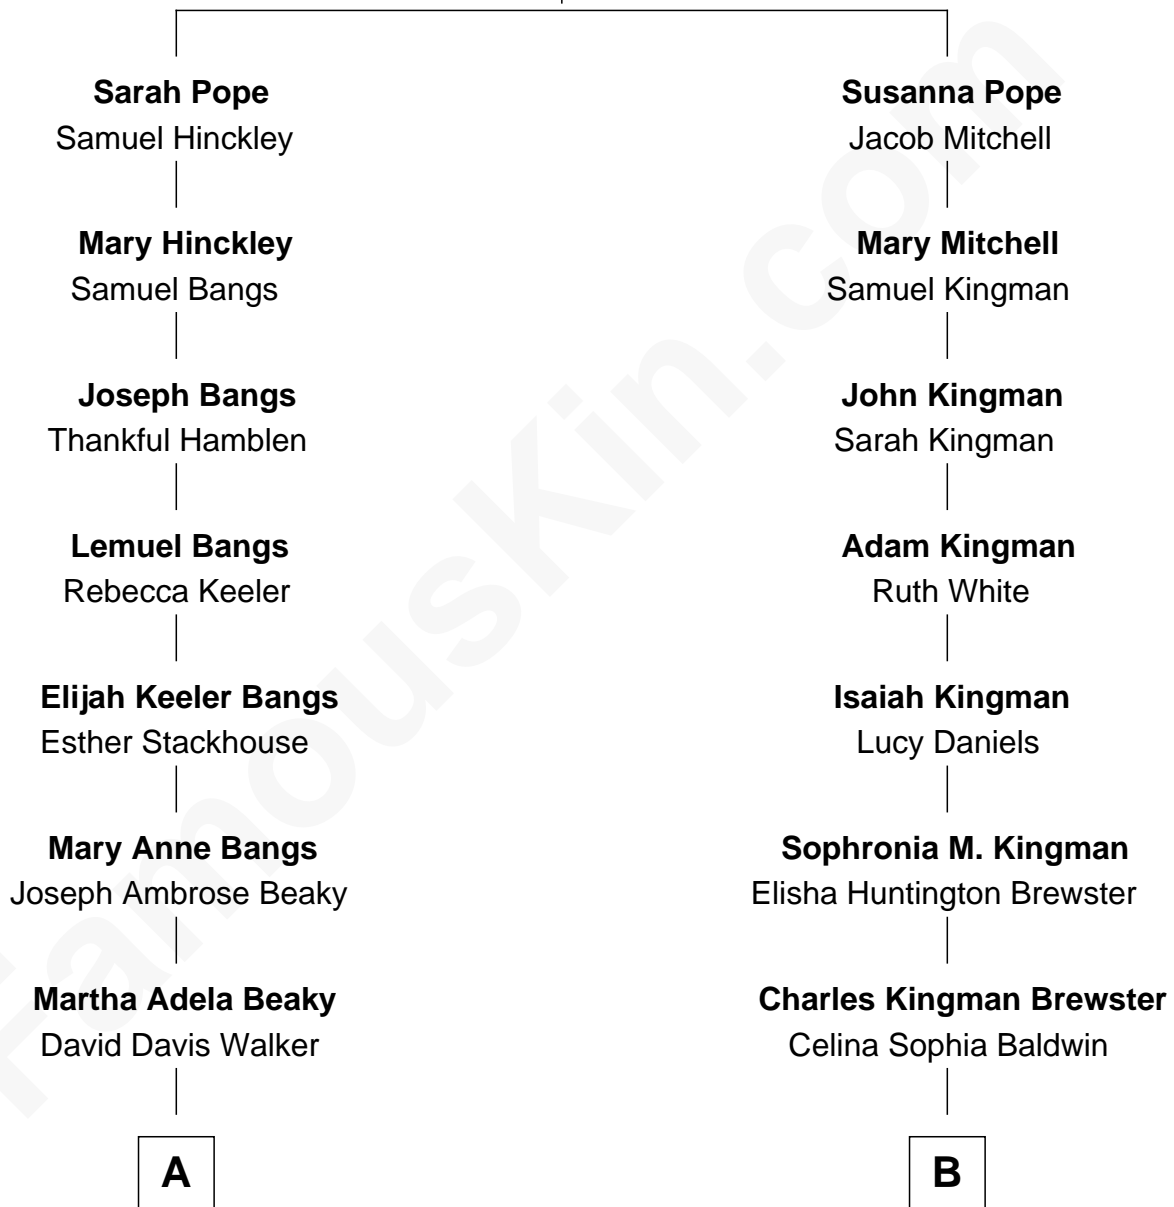 Sarah Pope
Samuel Hinckley
Mary Hinckley
Samuel Bangs
Joseph Bangs
Thankful Hamblen
Lemuel Bangs
Rebecca Keeler
Elijah Keeler Bangs
Esther Stackhouse
Mary Anne Bangs
Joseph Ambrose Beaky
Martha Adela Beaky
David Davis Walker
A
Susanna Pope
Jacob Mitchell
Mary Mitchell
Samuel Kingman
John Kingman
Sarah Kingman
Adam Kingman
Ruth White
Isaiah Kingman
Lucy Daniels
Sophronia M. Kingman
Elisha Huntington Brewster
Charles Kingman Brewster
Celina Sophia Baldwin
B
FamousKin.com